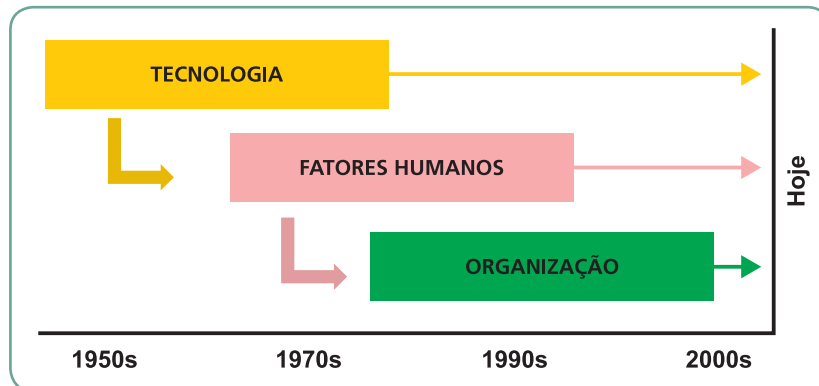 TECNOLOGIA
FATORES HUMANOS
ORGANIZAÇÃO
Hoje
1950s 1970s 1990s 2000s